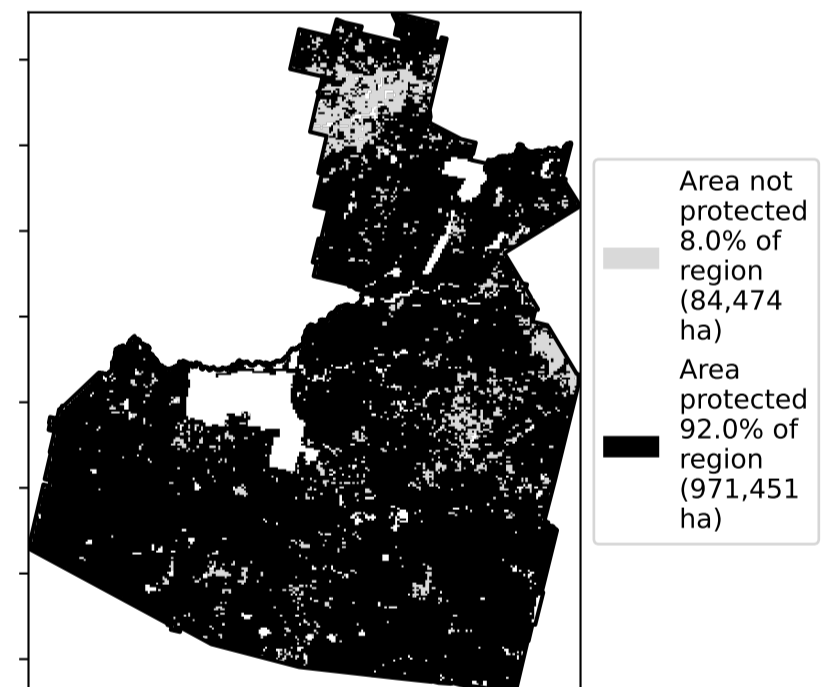 Area not
protected
8.0% of
region
(84,474
ha)
Area
protected
92.0% of
region
(971,451
ha)